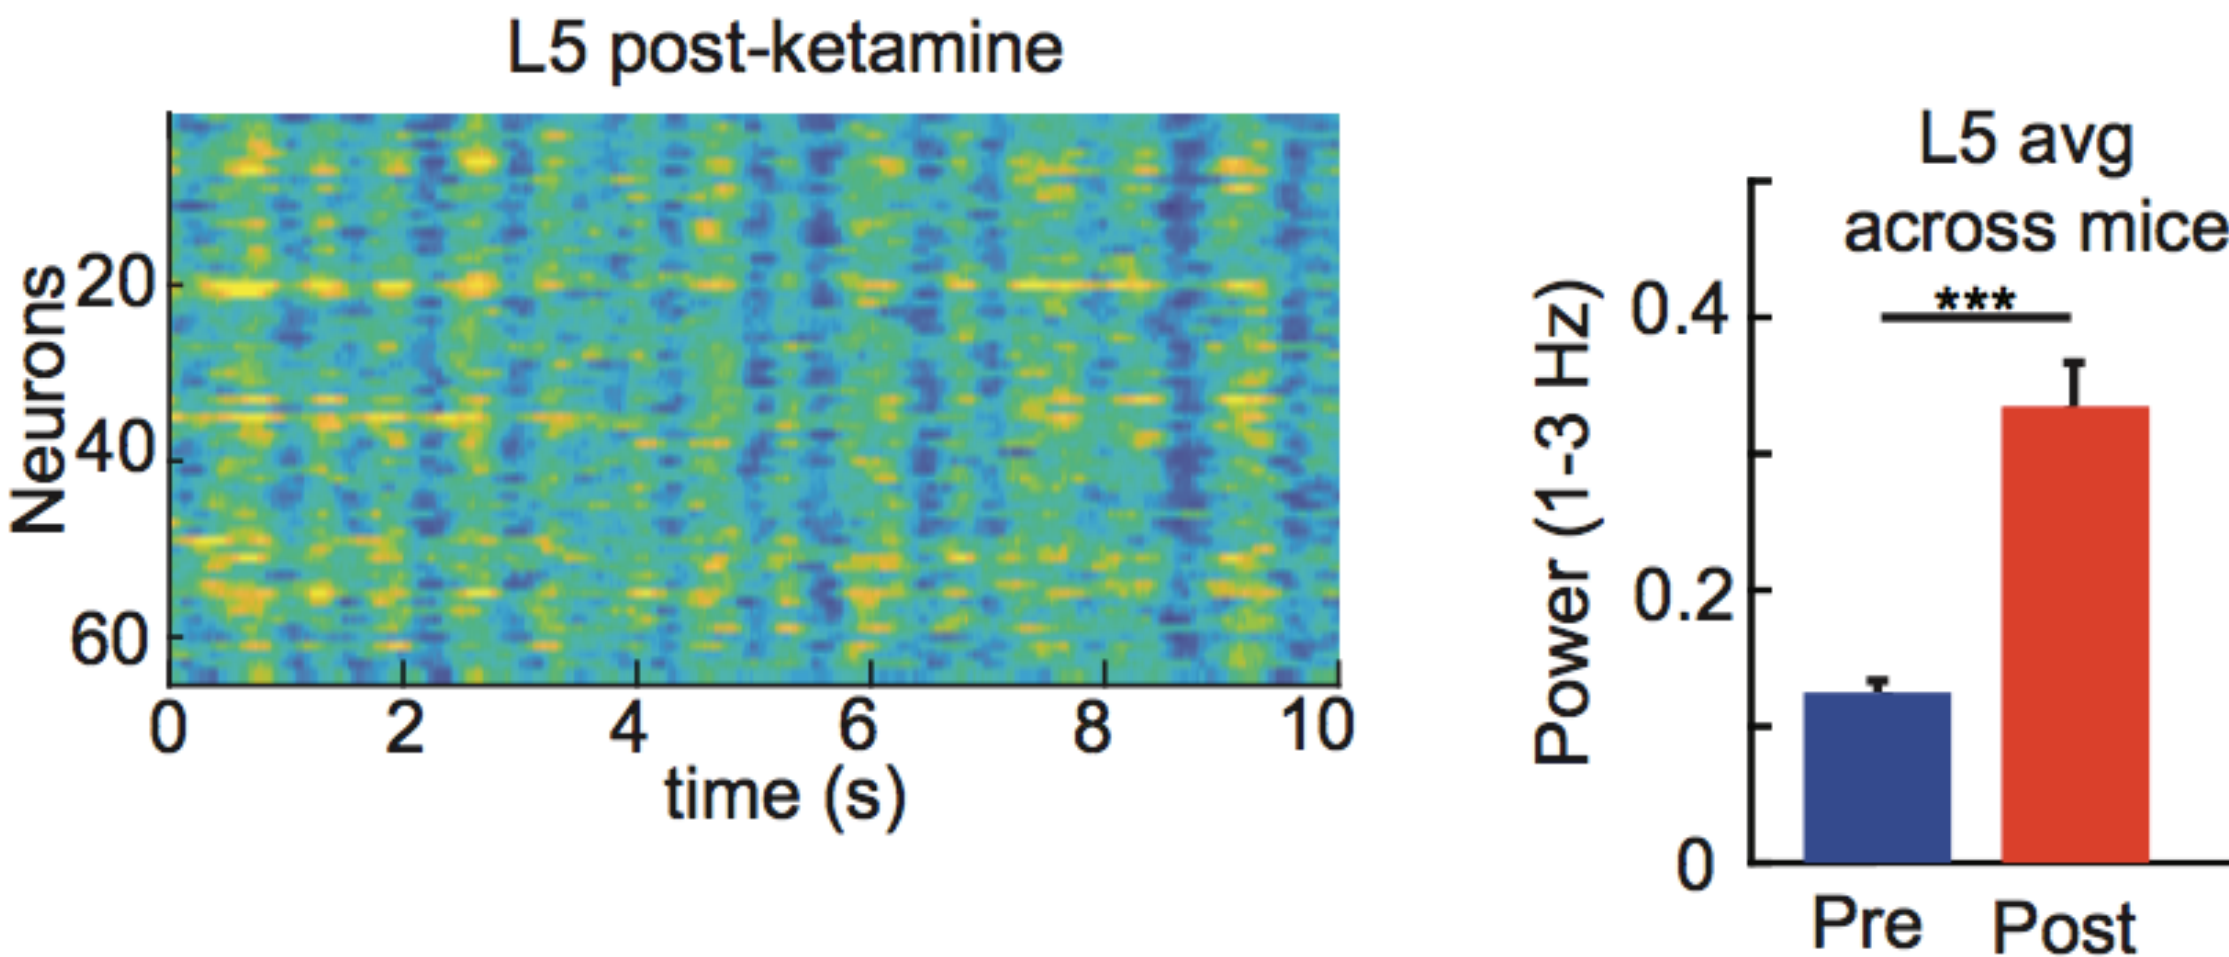 L5 post-ketamine
Neurons
20
40
60
0 2 4 6 8 10
time (s)
L5 avg
across mice
***
Power (1-3 Hz)
0.4
0.2
0
Pre Post